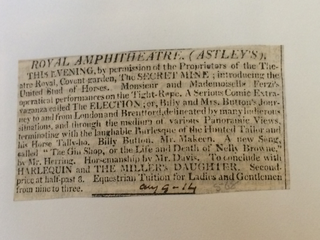 ROYAL AMPHITHEATRE. (ASTLEY'S),
THIS EVENING, by permission of the Proprietors of the The-
atre Royal, Covent-garden, The SECRET MINE; introducing the
United Stud of Horses. Monsieur and Mademoiselle
operatical performances on the Tight-Rope. A Serious Comic Extra-
vaganza called The ELECTION; or, Billy and Mrs. Button's Jour-
ney to and from London and Brentford, delineated by many ludicrous
situations, and through the medium of various Panoramic Views,
terminating with the laughable Burlesque of the Hunted Tailor and
his Horse Tally-ho. Billy Button, Mr. Makeen. A new Song,
called "The Gin Shop, or the Life and Death of Nelly Browne,"
by Mr. Herring. Horsemanship by Mr. Davis. To conclude with
HARLEQUIN and THE MILLER'S DAUGHTER. Second-
price at half-past 8. Equestrian Tuition for Ladies and Gentlemen
from nine to three.